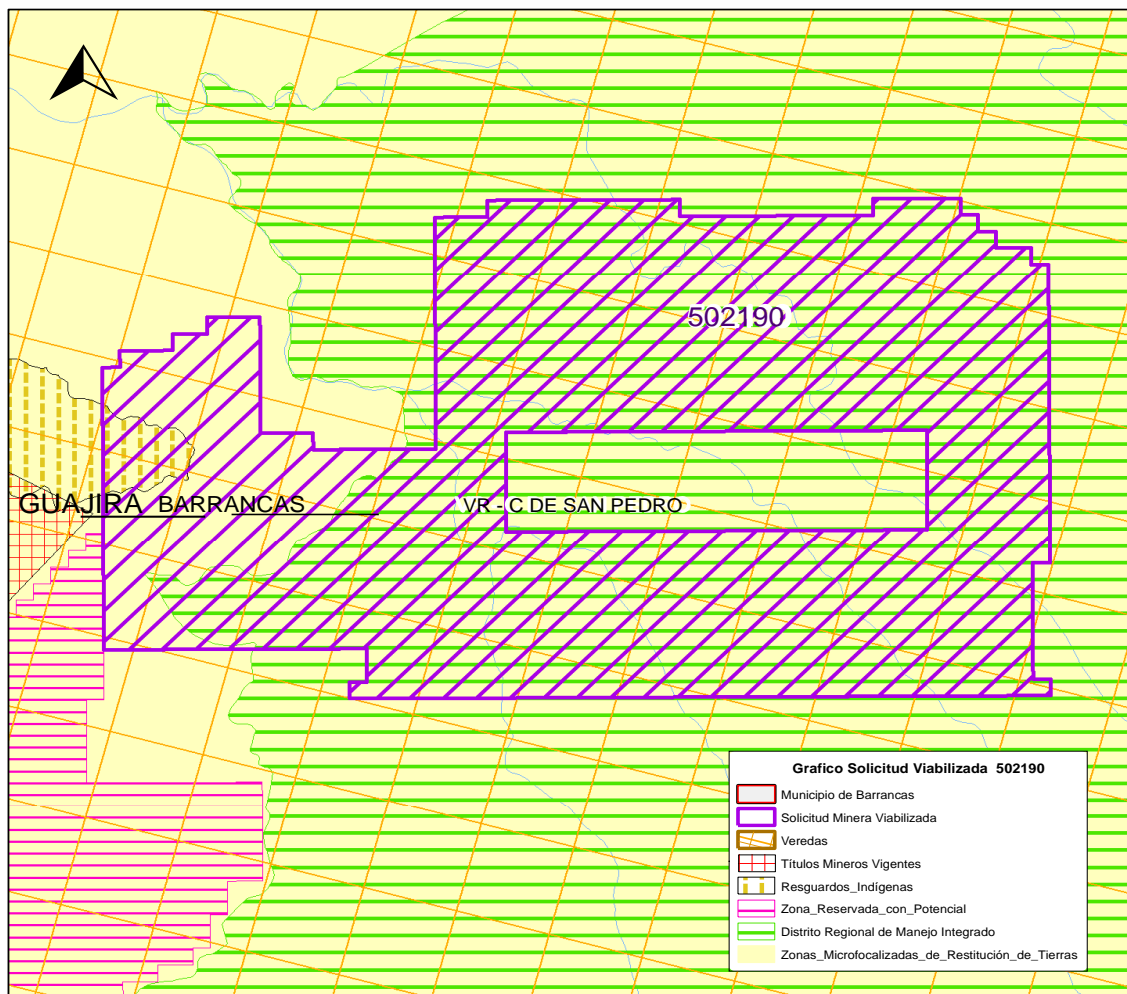 502190
GUAJIRA BARRANCAS
VR - C DE SAN PEDRO
Grafico Solicitud Viabilizada 502190
Municipio de Barrancas
Solicitud Minera Viabilizada
Veredas
Títulos Mineros Vigentes
Resguardos_Indígenas
Zona_Reservada_con_Potencial
Distrito Regional de Manejo Integrado
Zonas_Microfocalizadas_de_Restitución_de_Tierras